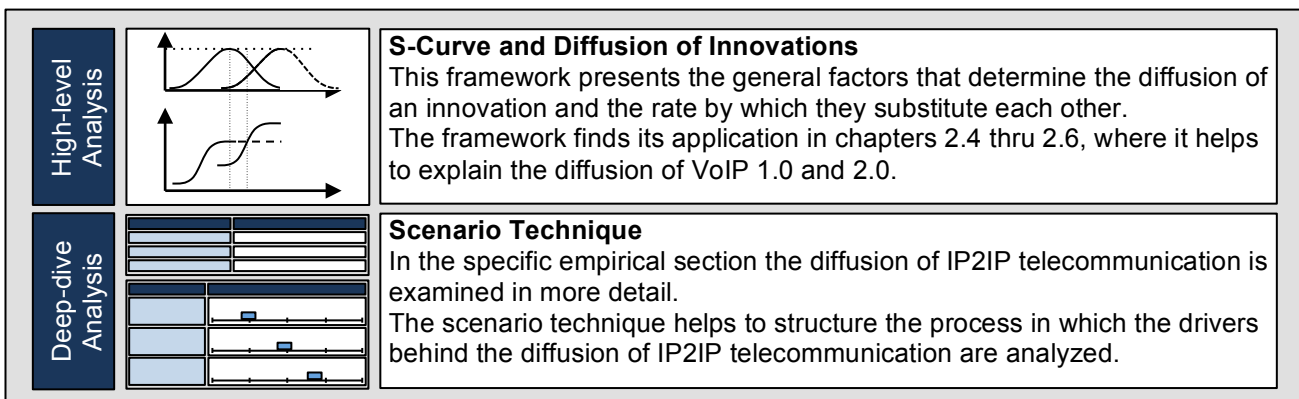 High-level
Analysis
S-Curve and Diffusion of Innovations
This framework presents the general factors that determine the diffusion of
an innovation and the rate by which they substitute each other.
The framework finds its application in chapters 2.4 thru 2.6, where it helps
to explain the diffusion of VoIP 1.0 and 2.0.
Deep-dive
Analysis
Scenario Technique
In the specific empirical section the diffusion of IP2IP telecommunication is
examined in more detail.
The scenario technique helps to structure the process in which the drivers
behind the diffusion of IP2IP telecommunication are analyzed.